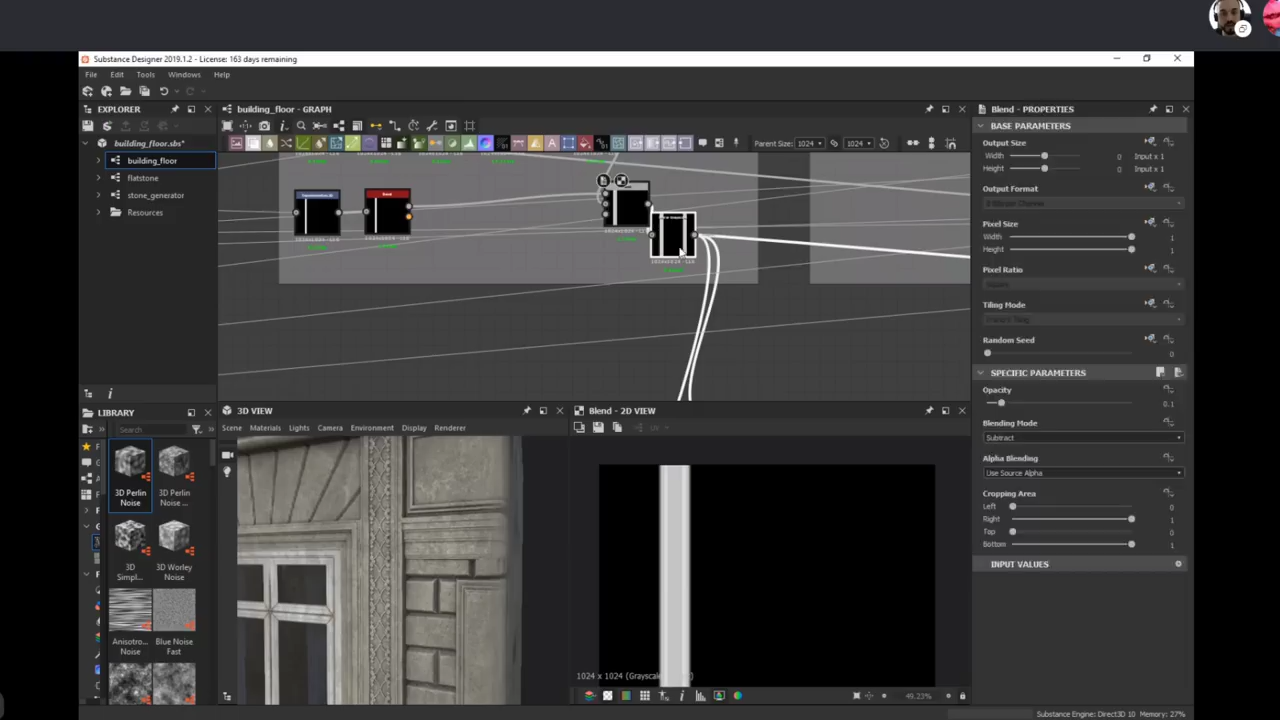 Substance Designer 2019.1.2 - License: 163 days remaining
File Edit Tools Windows Help
EXPLORER
building_floor.sbs*
building_floor
flatstone
stone_generator
Resources
building_floor - GRAPH
Parent Size: 1024
1024
LIBRARY
Search
3D Perlin Noise
3D Perlin Noise ...
3D Simpl...
3D Worley Noise
Anisotro... Noise
Blue Noise Fast
3D VIEW
Scene Materials Lights Camera Environment Display Renderer
Blend - 2D VIEW
1024 x 1024 (Grayscale
49.23%
Blend - PROPERTIES
BASE PARAMETERS
Output Size
Width 0 Input x 1
Height 0 Input x 1
Output Format
Pixel Size
Width 1
Height 1
Pixel Ratio
Tiling Mode
Random Seed
0
SPECIFIC PARAMETERS
Opacity
0.1
Blending Mode
Subtract
Alpha Blending
Use Source Alpha
Cropping Area
Left 0
Right 1
Top 0
Bottom 1
INPUT VALUES
Substance Engine: Direct3D 10 Memory: 27%